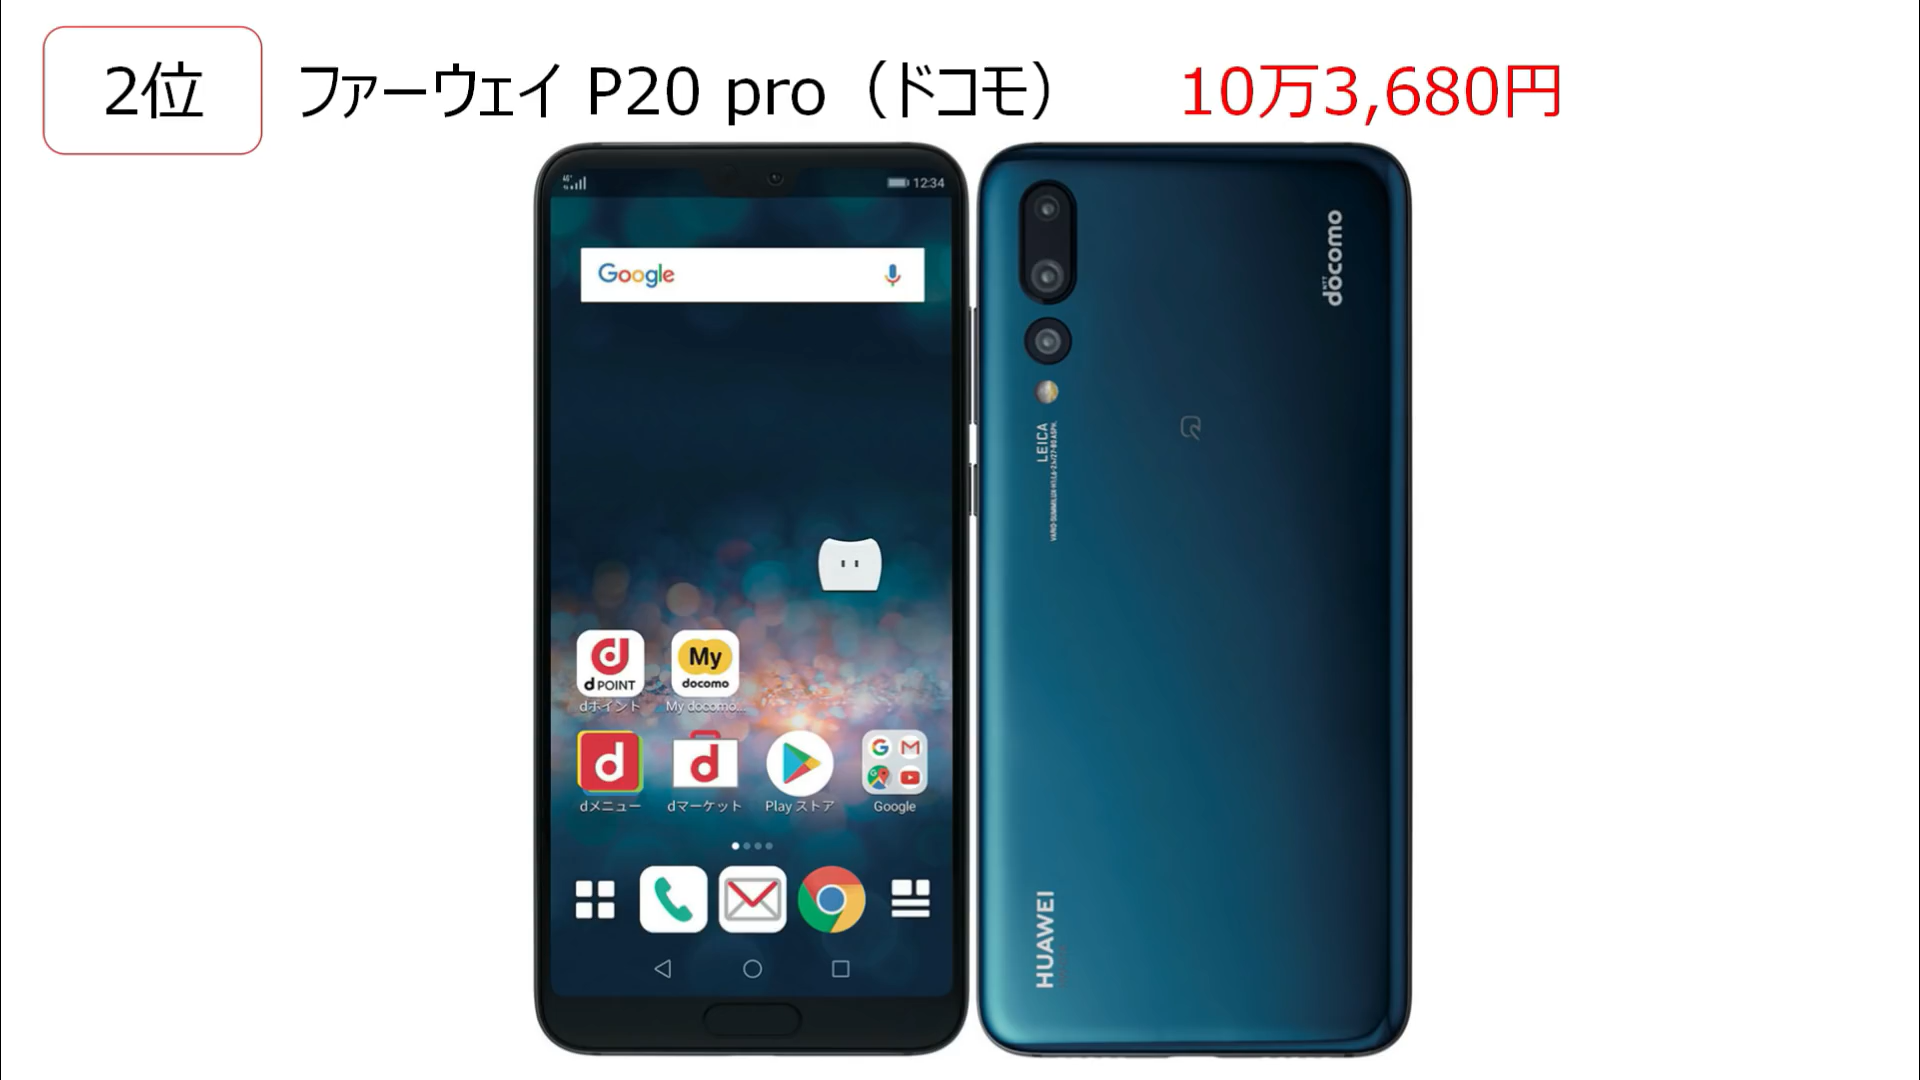 2位
ファーウェイ P20 pro（ドコモ）
10万3,680円
12:34
Google
d POINT
My
docomo
dポイント
My docomo...
dメニュー
dマーケット
Play ストア
Google
NTT
docomo
LEICA
HUAWEI